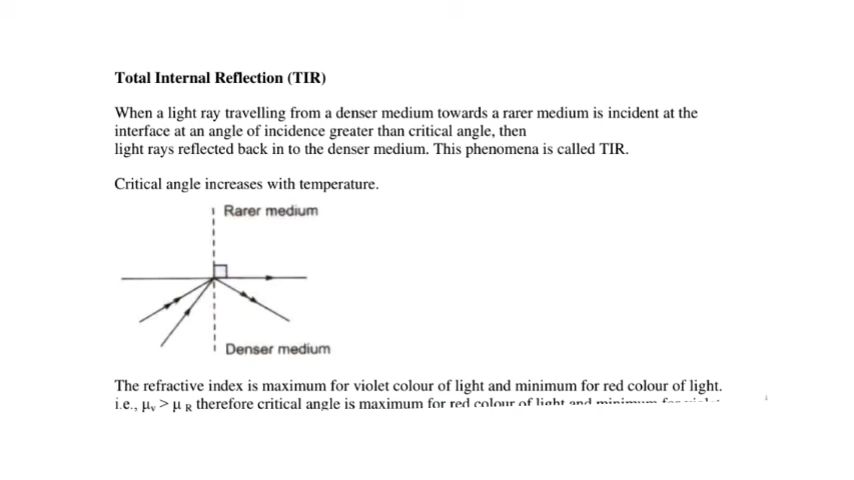 Total Internal Reflection (TIR)
When a light ray travelling from a denser medium towards a rarer medium is incident at the
interface at an angle of incidence greater than critical angle, then
light rays reflected back in to the denser medium. This phenomena is called TIR.
Critical angle increases with temperature.
Rarer medium
Denser medium
The refractive index is maximum for violet colour of light and minimum for red colour of light.
i.e., μv > μ R therefore critical angle is maximum for red colour of light and minimum